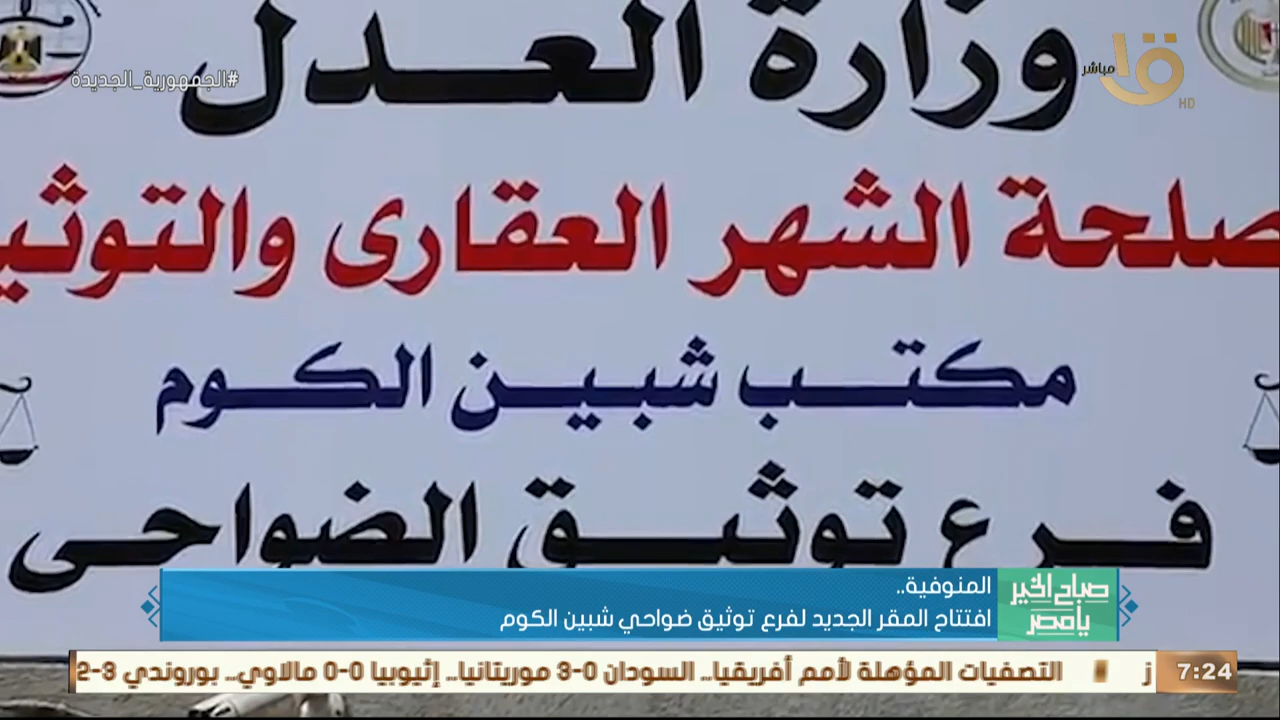 وزارة العدل
#الجمهورية_الجديدة
مباشر
HD
صلحة الشهر العقارى والتوثي
مكتب شبين الكوم
فرع توثيق الضواحى
صباح الخير يا مصر
المنوفية..
افتتاح المقر الجديد لفرع توثيق ضواحي شبين الكوم
7:24
ز التصفيات المؤهلة لأمم أفريقيا.. السودان 0-3 موريتانيا.. إثيوبيا 0-0 مالاوي.. بوروندي 3-2